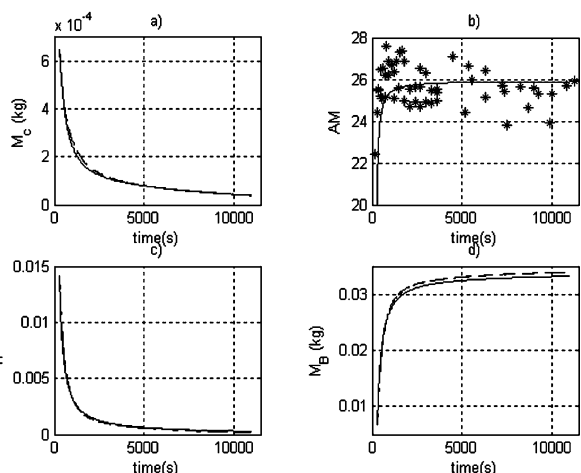 a)
x 10⁻⁴
6
4
2
0
M_c (kg)
0 5000 10000
time(s)
b)
28
26
24
22
20
AM
0 5000 10000
time(s)
c)
0.015
0.01
0.005
0
0 5000 10000
time(s)
d)
0.03
0.02
0.01
M_B (kg)
0 5000 10000
time(s)